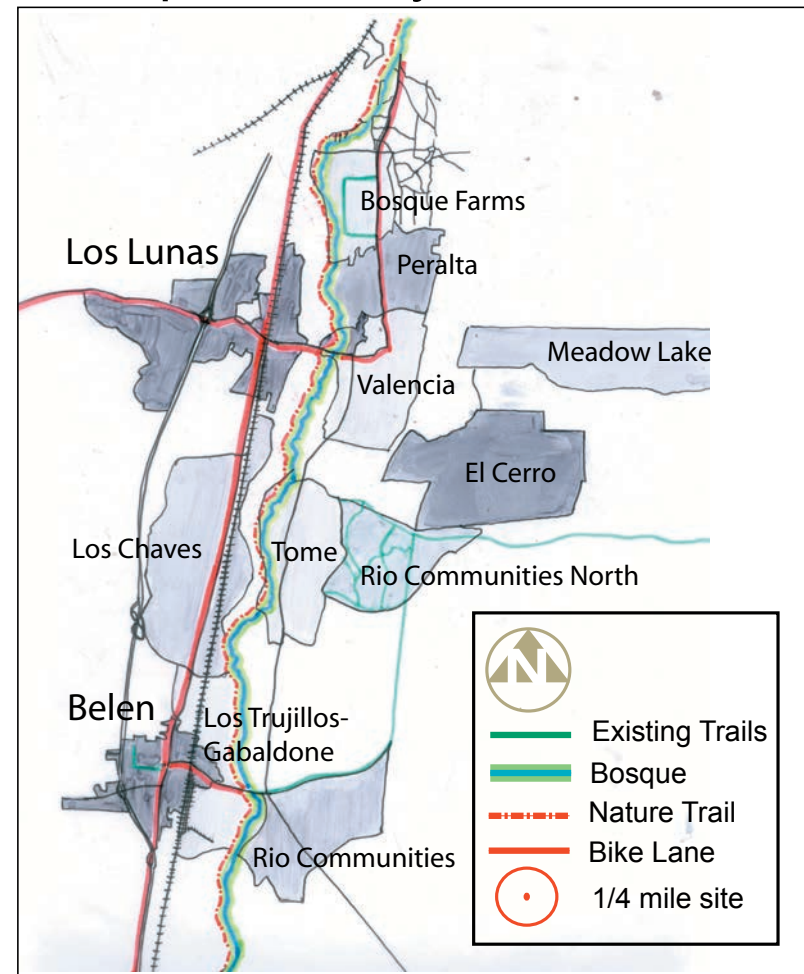 Bosque Farms
Los Lunas
Peralta
Meadow Lake
Valencia
El Cerro
Los Chaves
Tome
Rio Communities North
Belen
Los Trujillos-
Gabaldone
Rio Communities
N
Existing Trails
Bosque
Nature Trail
Bike Lane
1/4 mile site